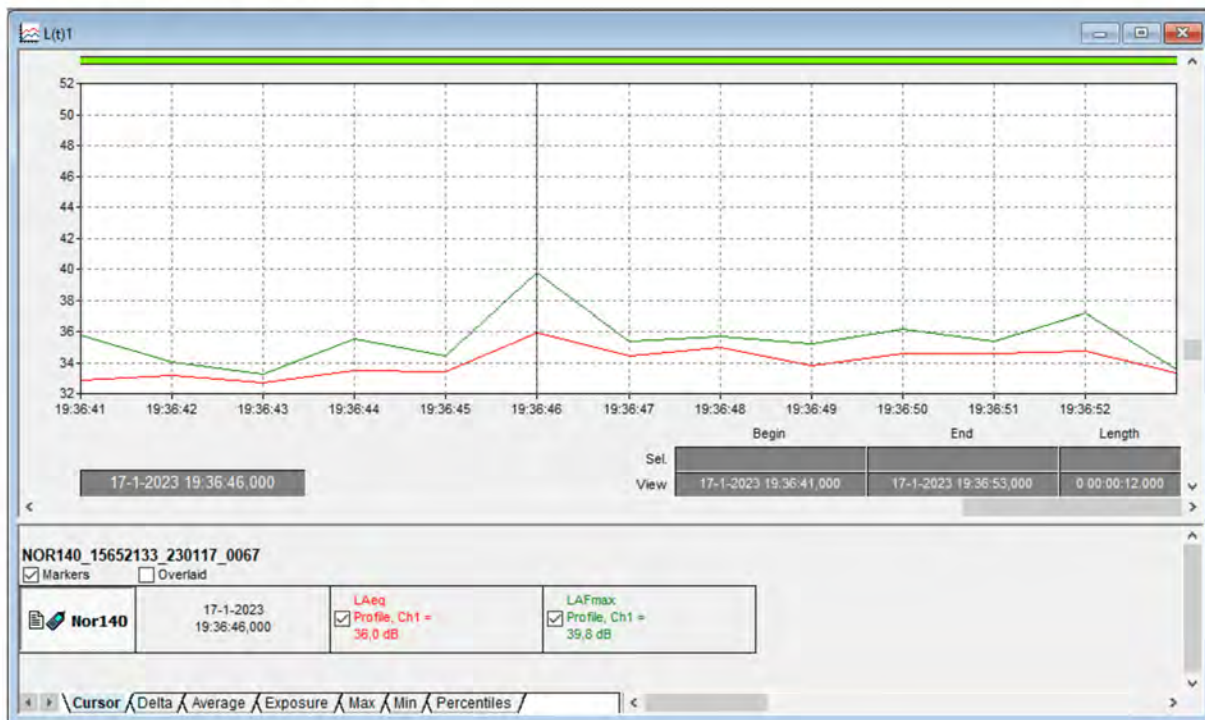 L(t)1
52
50
48
46
44
42
40
38
36
34
32
19:36:41 19:36:42 19:36:43 19:36:44 19:36:45 19:36:46 19:36:47 19:36:48 19:36:49 19:36:50 19:36:51 19:36:52
Begin End Length
Sel.
17-1-2023 19:36:46,000
View 17-1-2023 19:36:41,000 17-1-2023 19:36:53,000 0 00:00:12.000
NOR140_15652133_230117_0067
Markers Overlaid
Nor140
17-1-2023
19:36:46,000
LAeq
Profile, Ch1 =
36,0 dB
LAFmax
Profile, Ch1 =
39,8 dB
Cursor Delta Average Exposure Max Min Percentiles